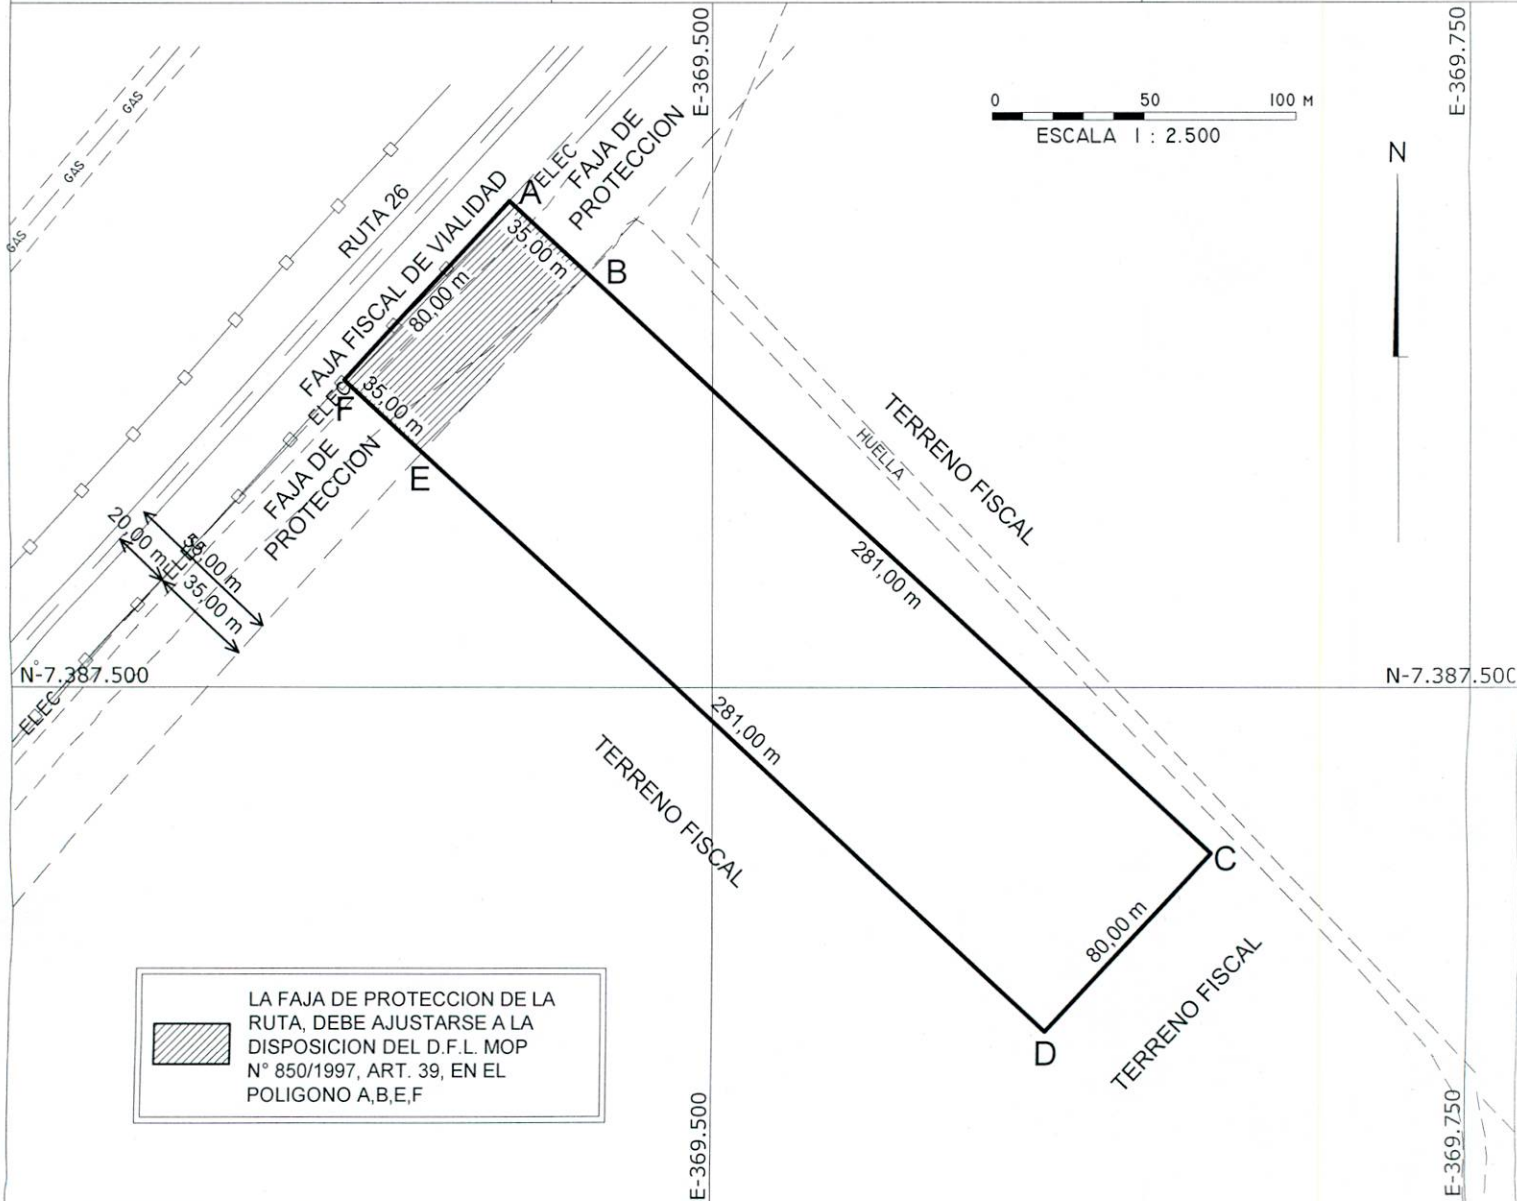 E-369.500
E-369.750
0 50 100 M
ESCALA 1 : 2.500
N
GAS
GAS
GAS
RUTA 26
FAJA FISCAL DE VIALIDAD
ELEC
FAJA DE
PROTECCION
A
35,00 m
B
80,00 m
35,00 m
ELEC
F
E
FAJA DE
PROTECCION
TERRENO FISCAL
HUELLA
281,00 m
20,00 m
55,00 m
35,00 m
N-7.387.500
N-7.387.500
ELEC
281,00 m
TERRENO FISCAL
C
80,00 m
D
TERRENO FISCAL
LA FAJA DE PROTECCION DE LA
RUTA, DEBE AJUSTARSE A LA
DISPOSICION DEL D.F.L. MOP
N° 850/1997, ART. 39, EN EL
POLIGONO A,B,E,F
E-369.500
E-369.750